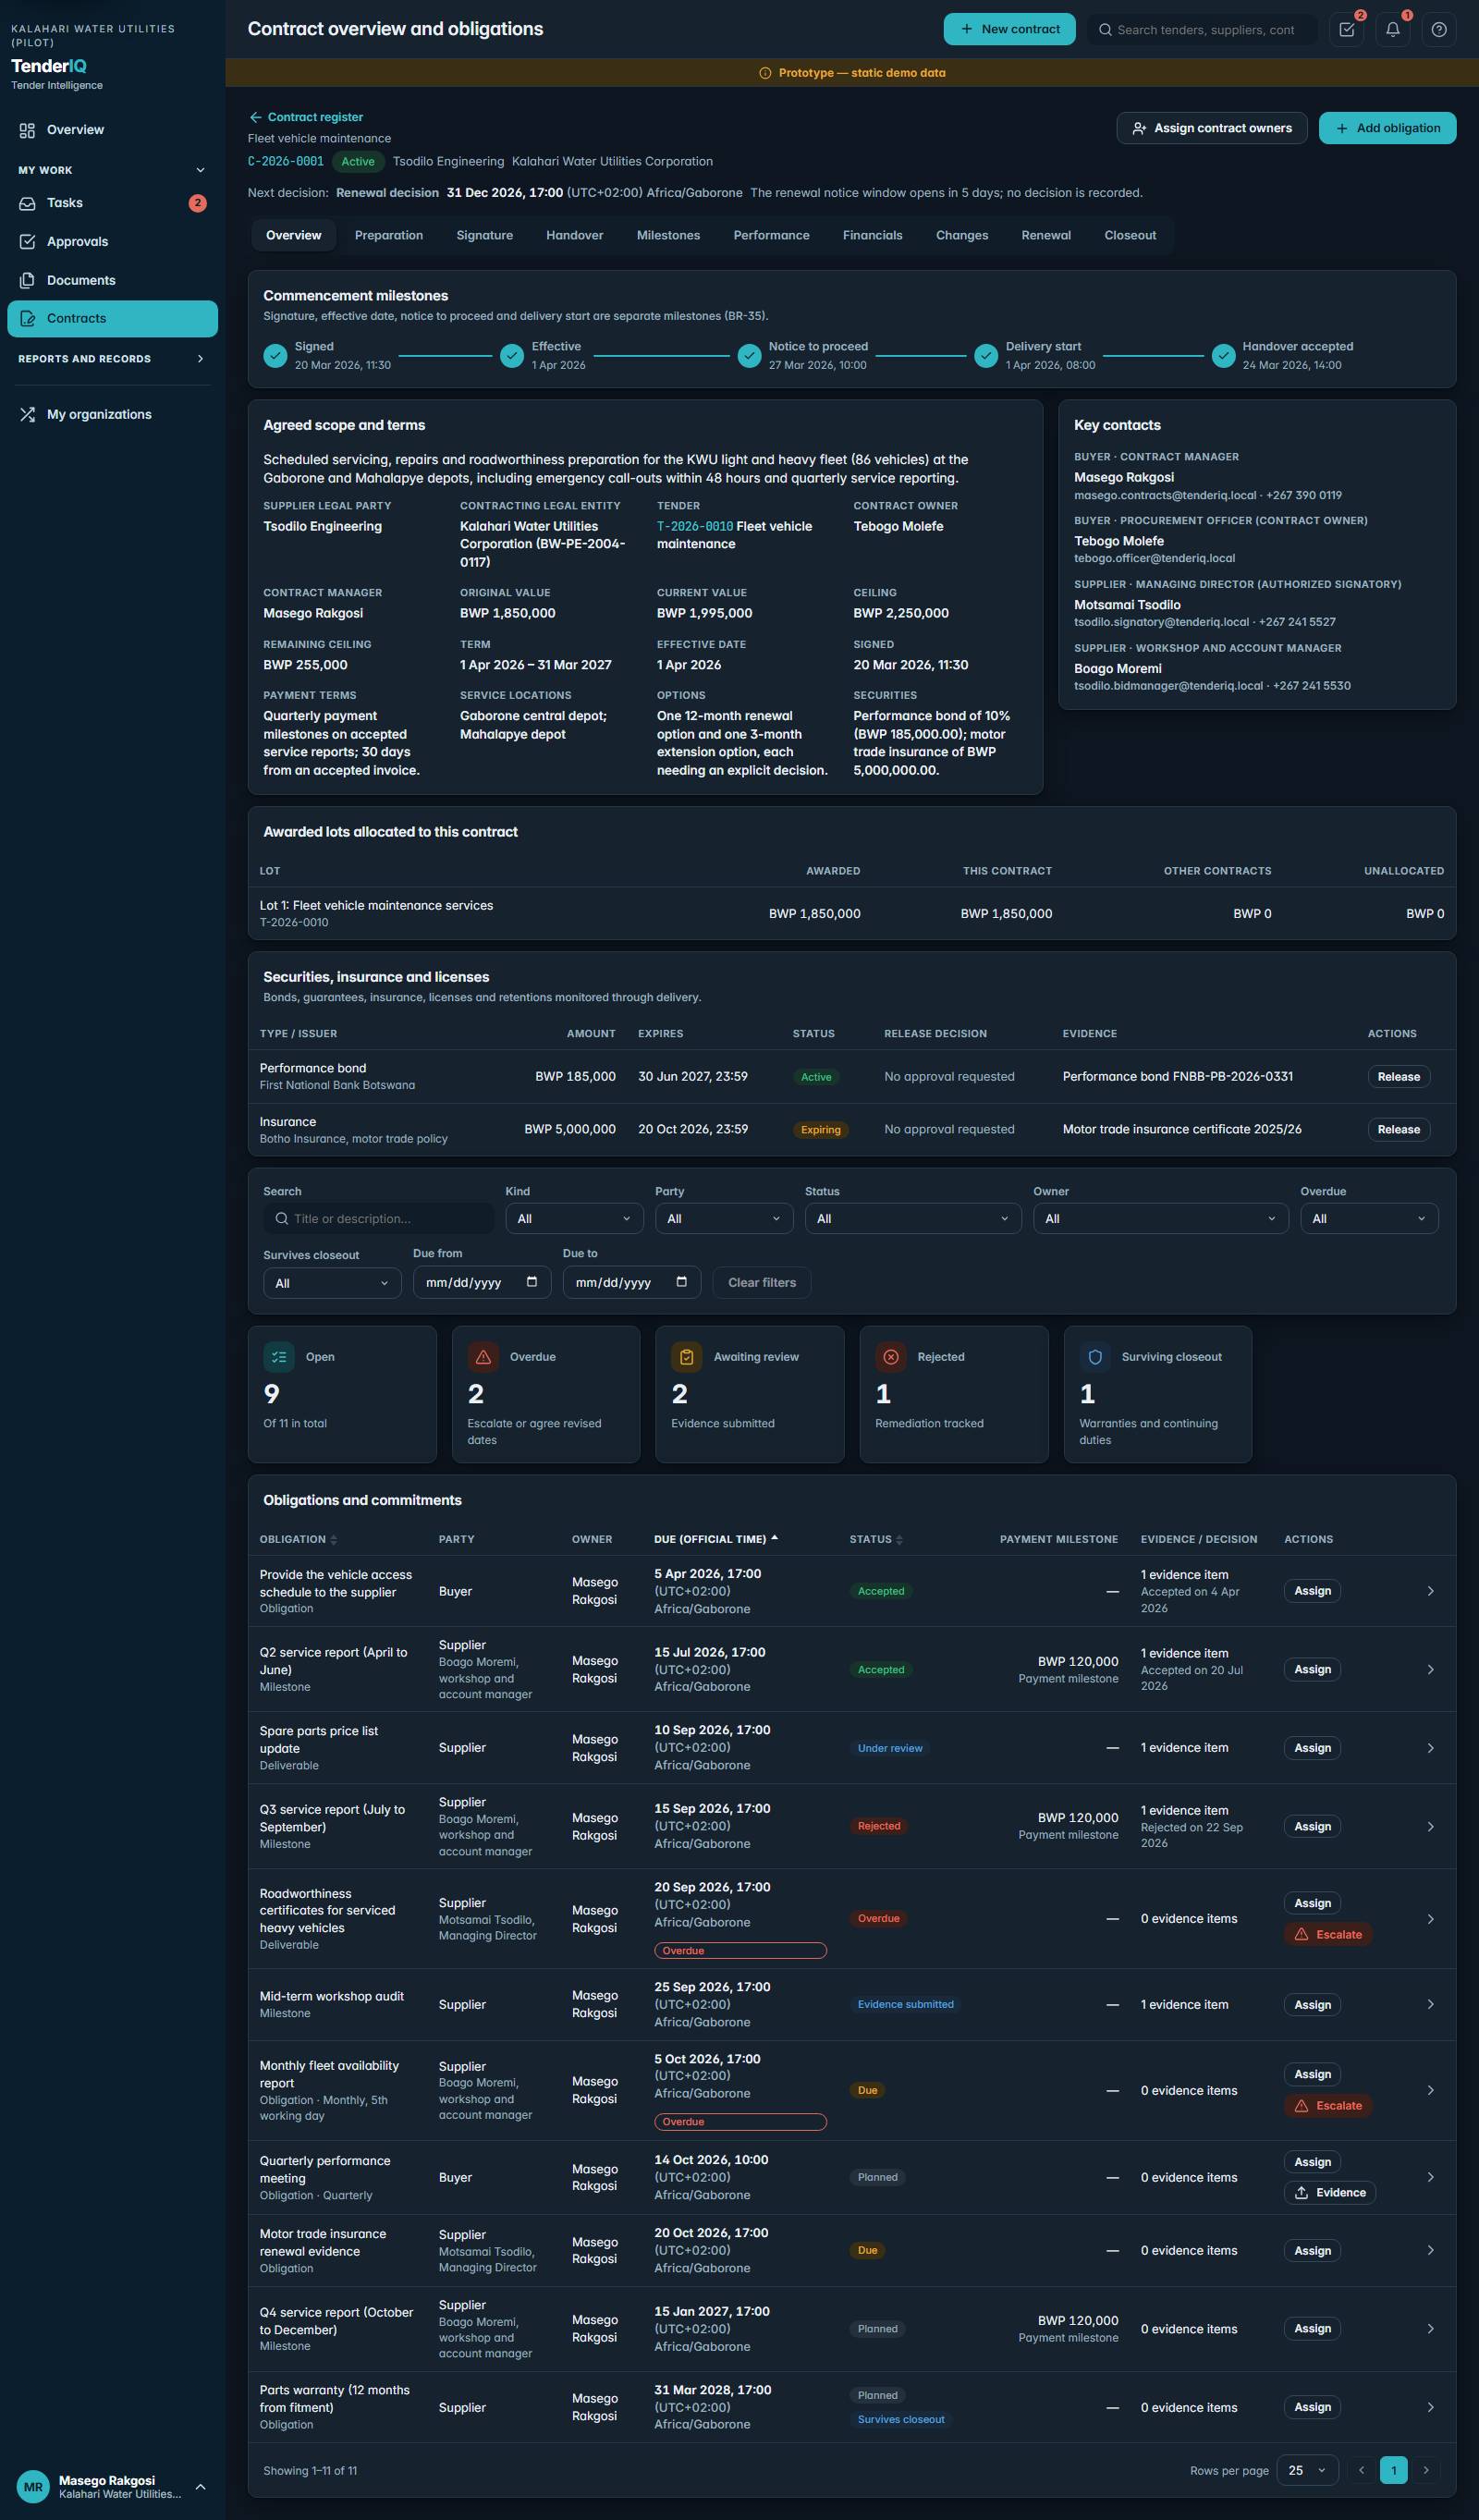 KALAHARI WATER UTILITIES
(PILOT)
TenderIQ
Tender Intelligence
Overview
MY WORK
Tasks
2
Approvals
Documents
Contracts
REPORTS AND RECORDS
My organizations
MR
Masego Rakgosi
Kalahari Water Utilities...
Contract overview and obligations
New contract
Search tenders, suppliers, cont
2
1
Prototype — static demo data
Contract register
Fleet vehicle maintenance
C-2026-0001 Active Tsodilo Engineering Kalahari Water Utilities Corporation
Assign contract owners
Add obligation
Next decision: Renewal decision 31 Dec 2026, 17:00 (UTC+02:00) Africa/Gaborone The renewal notice window opens in 5 days; no decision is recorded.
Overview Preparation Signature Handover Milestones Performance Financials Changes Renewal Closeout
Commencement milestones
Signature, effective date, notice to proceed and delivery start are separate milestones (BR-35).
Signed
20 Mar 2026, 11:30
Effective
1 Apr 2026
Notice to proceed
27 Mar 2026, 10:00
Delivery start
1 Apr 2026, 08:00
Handover accepted
24 Mar 2026, 14:00
Agreed scope and terms
Scheduled servicing, repairs and roadworthiness preparation for the KWU light and heavy fleet (86 vehicles) at the
Gaborone and Mahalapye depots, including emergency call-outs within 48 hours and quarterly service reporting.
SUPPLIER LEGAL PARTY
Tsodilo Engineering
CONTRACTING LEGAL ENTITY
Kalahari Water Utilities
Corporation (BW-PE-2004-
0117)
TENDER
T-2026-0010 Fleet vehicle
maintenance
CONTRACT OWNER
Tebogo Molefe
CONTRACT MANAGER
Masego Rakgosi
ORIGINAL VALUE
BWP 1,850,000
CURRENT VALUE
BWP 1,995,000
CEILING
BWP 2,250,000
REMAINING CEILING
BWP 255,000
TERM
1 Apr 2026 – 31 Mar 2027
EFFECTIVE DATE
1 Apr 2026
SIGNED
20 Mar 2026, 11:30
PAYMENT TERMS
Quarterly payment
milestones on accepted
service reports; 30 days
from an accepted invoice.
SERVICE LOCATIONS
Gaborone central depot;
Mahalapye depot
OPTIONS
One 12-month renewal
option and one 3-month
extension option, each
needing an explicit decision.
SECURITIES
Performance bond of 10%
(BWP 185,000.00); motor
trade insurance of BWP
5,000,000.00.
Key contacts
BUYER · CONTRACT MANAGER
Masego Rakgosi
masego.contracts@tenderiq.local · +267 390 0119
BUYER · PROCUREMENT OFFICER (CONTRACT OWNER)
Tebogo Molefe
tebogo.officer@tenderiq.local
SUPPLIER · MANAGING DIRECTOR (AUTHORIZED SIGNATORY)
Motsamai Tsodilo
tsodilo.signatory@tenderiq.local · +267 241 5527
SUPPLIER · WORKSHOP AND ACCOUNT MANAGER
Boago Moremi
tsodilo.bidmanager@tenderiq.local · +267 241 5530
Awarded lots allocated to this contract
LOT AWARDED THIS CONTRACT OTHER CONTRACTS UNALLOCATED
Lot 1: Fleet vehicle maintenance services
T-2026-0010
BWP 1,850,000 BWP 1,850,000 BWP 0 BWP 0
Securities, insurance and licenses
Bonds, guarantees, insurance, licenses and retentions monitored through delivery.
TYPE / ISSUER AMOUNT EXPIRES STATUS RELEASE DECISION EVIDENCE ACTIONS
Performance bond
First National Bank Botswana
BWP 185,000 30 Jun 2027, 23:59 Active No approval requested Performance bond FNBB-PB-2026-0331 Release
Insurance
Botho Insurance, motor trade policy
BWP 5,000,000 20 Oct 2026, 23:59 Expiring No approval requested Motor trade insurance certificate 2025/26 Release
Search Kind Party Status Owner Overdue
Title or description... All All All All All
Survives closeout Due from Due to
All mm/dd/yyyy mm/dd/yyyy Clear filters
Open
9
Of 11 in total
Overdue
2
Escalate or agree revised
dates
Awaiting review
2
Evidence submitted
Rejected
1
Remediation tracked
Surviving closeout
1
Warranties and continuing
duties
Obligations and commitments
OBLIGATION PARTY OWNER DUE (OFFICIAL TIME) STATUS PAYMENT MILESTONE EVIDENCE / DECISION ACTIONS
Provide the vehicle access
schedule to the supplier
Obligation
Buyer
Masego
Rakgosi
5 Apr 2026, 17:00
(UTC+02:00)
Africa/Gaborone
Accepted
—
1 evidence item
Accepted on 4 Apr
2026
Assign
Q2 service report (April to
June)
Milestone
Supplier
Boago Moremi,
workshop and
account manager
Masego
Rakgosi
15 Jul 2026, 17:00
(UTC+02:00)
Africa/Gaborone
Accepted
BWP 120,000
Payment milestone
1 evidence item
Accepted on 20 Jul
2026
Assign
Spare parts price list
update
Deliverable
Supplier
Masego
Rakgosi
10 Sep 2026, 17:00
(UTC+02:00)
Africa/Gaborone
Under review
—
1 evidence item
Assign
Q3 service report (July to
September)
Milestone
Supplier
Boago Moremi,
workshop and
account manager
Masego
Rakgosi
15 Sep 2026, 17:00
(UTC+02:00)
Africa/Gaborone
Rejected
BWP 120,000
Payment milestone
1 evidence item
Rejected on 22 Sep
2026
Assign
Roadworthiness
certificates for serviced
heavy vehicles
Deliverable
Supplier
Motsamai Tsodilo,
Managing Director
Masego
Rakgosi
20 Sep 2026, 17:00
(UTC+02:00)
Africa/Gaborone
Overdue
Overdue
—
0 evidence items
Assign
Escalate
Mid-term workshop audit
Milestone
Supplier
Masego
Rakgosi
25 Sep 2026, 17:00
(UTC+02:00)
Africa/Gaborone
Evidence submitted
—
1 evidence item
Assign
Monthly fleet availability
report
Obligation · Monthly, 5th
working day
Supplier
Boago Moremi,
workshop and
account manager
Masego
Rakgosi
5 Oct 2026, 17:00
(UTC+02:00)
Africa/Gaborone
Overdue
Due
—
0 evidence items
Assign
Escalate
Quarterly performance
meeting
Obligation · Quarterly
Buyer
Masego
Rakgosi
14 Oct 2026, 10:00
(UTC+02:00)
Africa/Gaborone
Planned
—
0 evidence items
Assign
Evidence
Motor trade insurance
renewal evidence
Obligation
Supplier
Motsamai Tsodilo,
Managing Director
Masego
Rakgosi
20 Oct 2026, 17:00
(UTC+02:00)
Africa/Gaborone
Due
—
0 evidence items
Assign
Q4 service report (October
to December)
Milestone
Supplier
Boago Moremi,
workshop and
account manager
Masego
Rakgosi
15 Jan 2027, 17:00
(UTC+02:00)
Africa/Gaborone
Planned
BWP 120,000
Payment milestone
0 evidence items
Assign
Parts warranty (12 months
from fitment)
Obligation
Supplier
Masego
Rakgosi
31 Mar 2028, 17:00
(UTC+02:00)
Africa/Gaborone
Planned
Survives closeout
—
0 evidence items
Assign
Showing 1–11 of 11
Rows per page 25 1